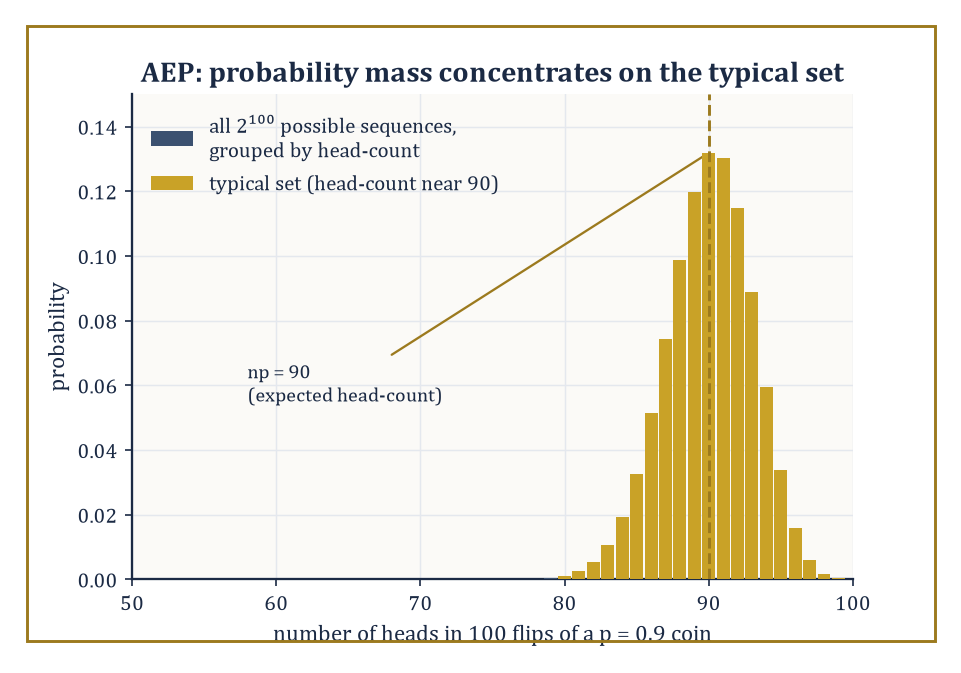 AEP: probability mass concentrates on the typical set
all 2¹⁰⁰ possible sequences,
grouped by head-count
typical set (head-count near 90)
np = 90
(expected head-count)
probability
0.14
0.12
0.10
0.08
0.06
0.04
0.02
0.00
50 60 70 80 90 100
number of heads in 100 flips of a p = 0.9 coin